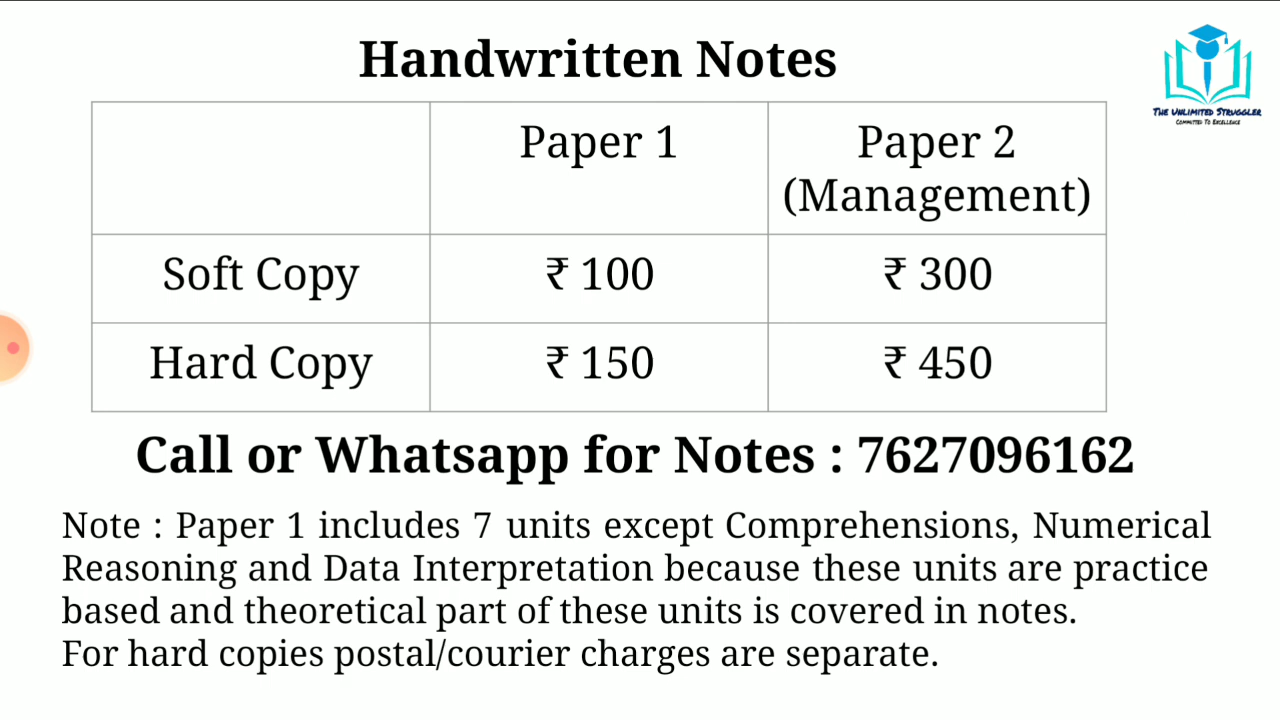 Handwritten Notes
THE UNLIMITED STRUGGLER
COMMITTED TO EXCELLENCE
Paper 1 Paper 2
(Management)
Soft Copy ₹ 100 ₹ 300
Hard Copy ₹ 150 ₹ 450
Call or Whatsapp for Notes : 7627096162
Note : Paper 1 includes 7 units except Comprehensions, Numerical
Reasoning and Data Interpretation because these units are practice
based and theoretical part of these units is covered in notes.
For hard copies postal/courier charges are separate.